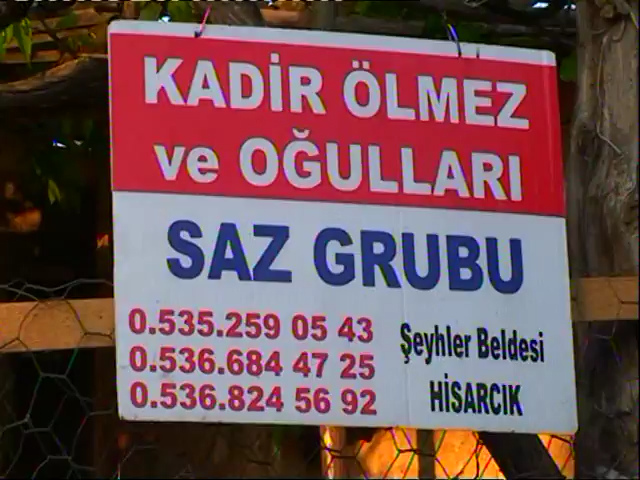 KADİR ÖLMEZ
ve OĞULLARI
SAZ GRUBU
0.535.259 05 43
0.536.684 47 25
0.536.824 56 92
Şeyhler Beldesi
HİSARCIK